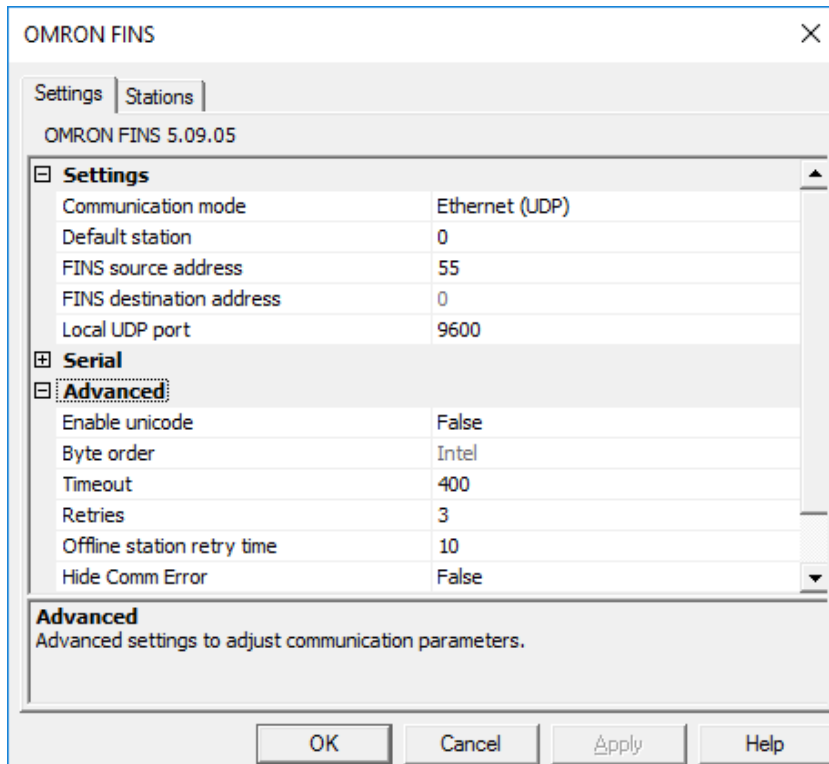 OMRON FINS
Settings Stations
OMRON FINS 5.09.05
Settings
Communication mode Ethernet (UDP)
Default station 0
FINS source address 55
FINS destination address 0
Local UDP port 9600
Serial
Advanced
Enable unicode False
Byte order Intel
Timeout 400
Retries 3
Offline station retry time 10
Hide Comm Error False
Advanced
Advanced settings to adjust communication parameters.
OK Cancel Apply Help